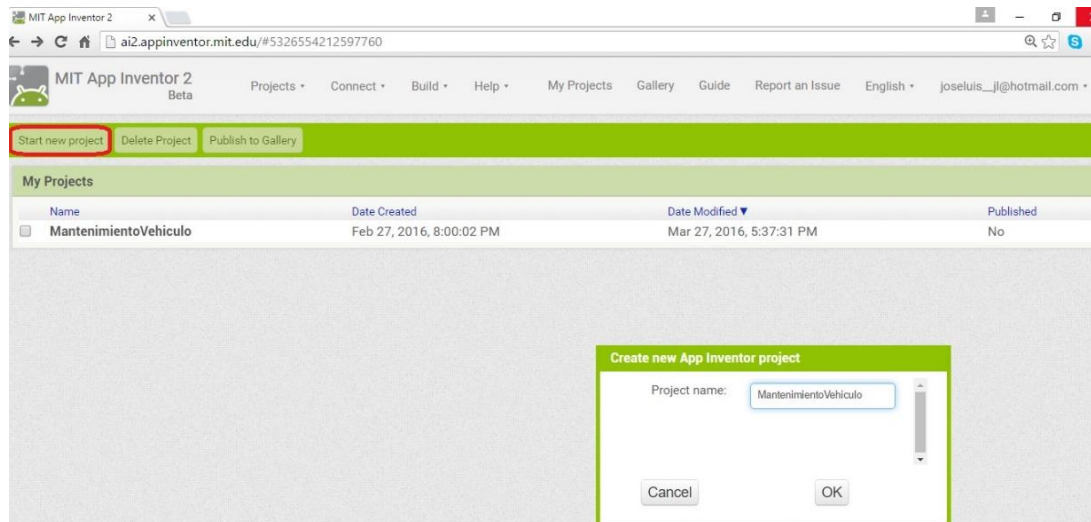 MIT App Inventor 2
ai2.appinventor.mit.edu/#5326554212597760
MIT App Inventor 2
Beta
Projects Connect Build Help My Projects Gallery Guide Report an Issue English joseluis__jl@hotmail.com
Start new project Delete Project Publish to Gallery
My Projects
Name Date Created Date Modified Published
MantenimientoVehiculo Feb 27, 2016, 8:00:02 PM Mar 27, 2016, 5:37:31 PM No
Create new App Inventor project
Project name: MantenimientoVehiculo
Cancel OK